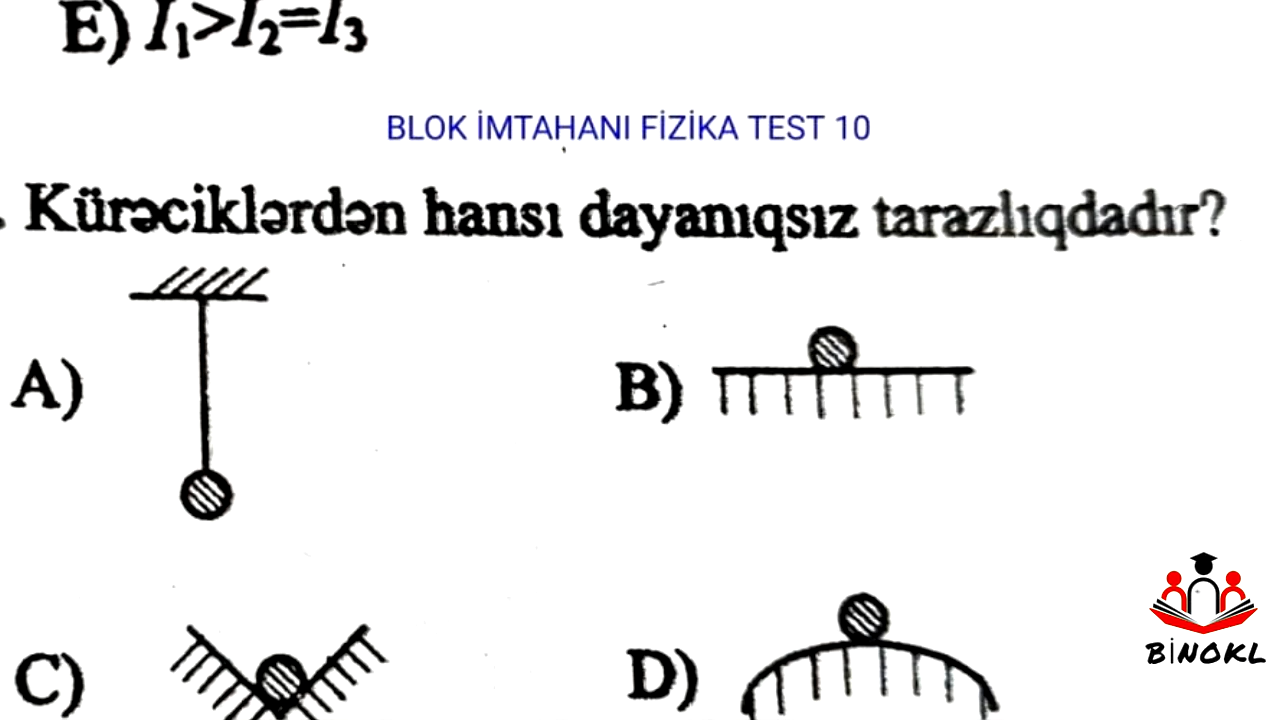 E) I₁>I₂=I₃
BLOK İMTAHANI FİZİKA TEST 10
. Kürəciklərdən hansı dayanıqsız tarazlıqdadır?
A)
B)
C)
D)
BİNOKL